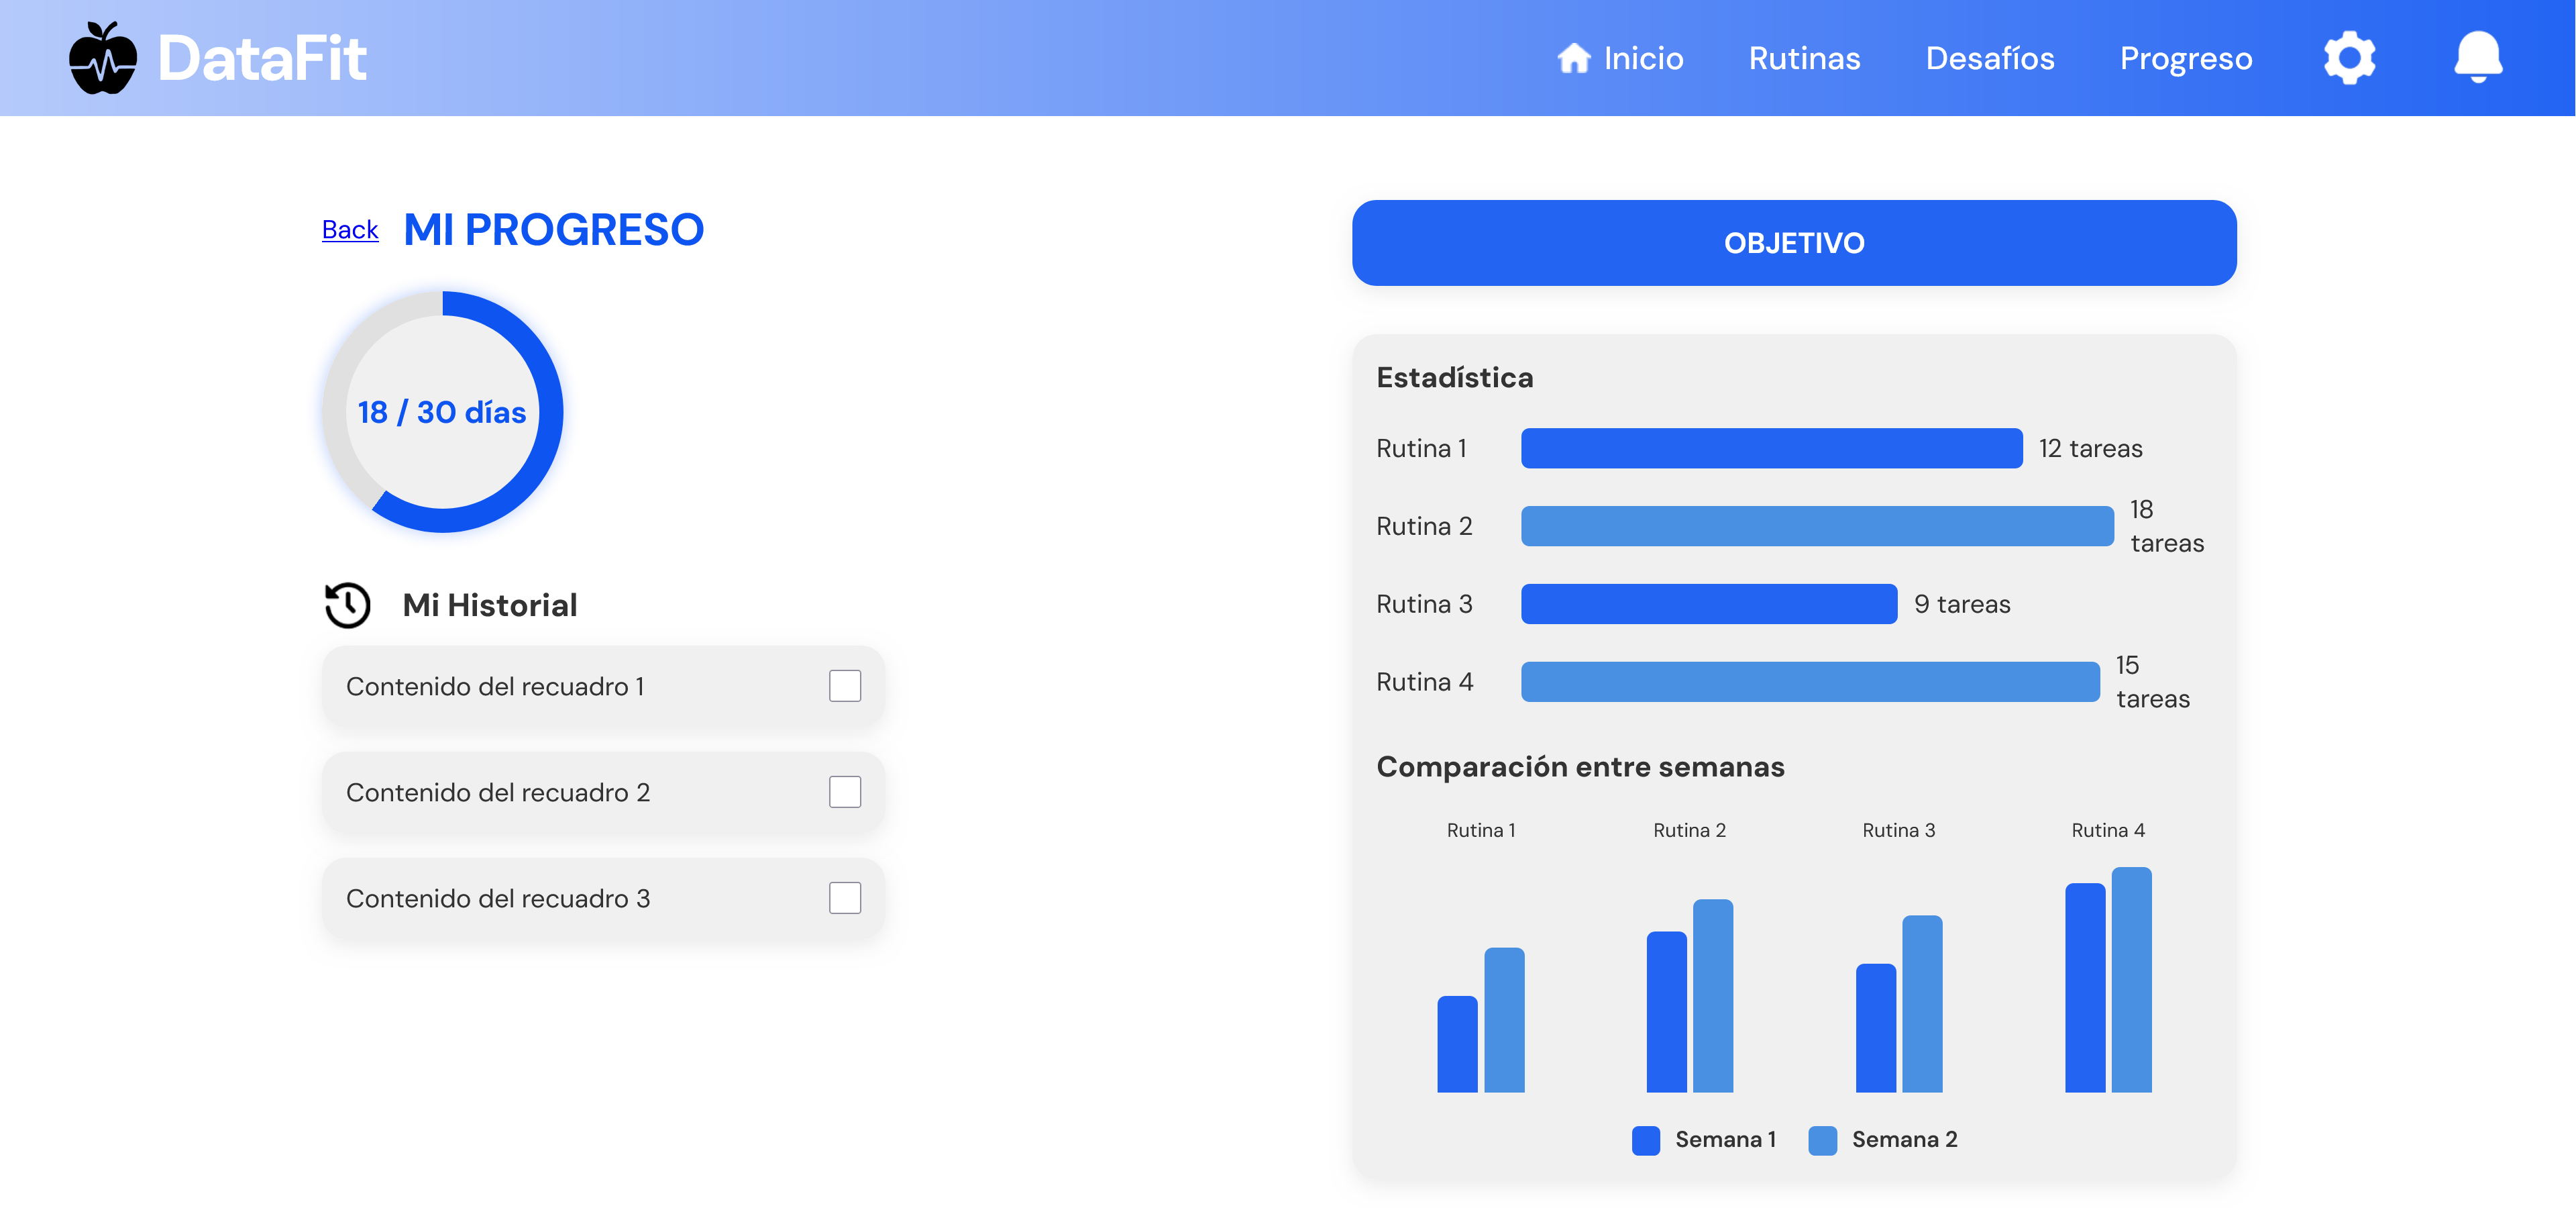 DataFit
Inicio
Rutinas
Desafíos
Progreso
Back
MI PROGRESO
18 / 30 días
Mi Historial
Contenido del recuadro 1
Contenido del recuadro 2
Contenido del recuadro 3
OBJETIVO
Estadística
Rutina 1
12 tareas
Rutina 2
18
tareas
Rutina 3
9 tareas
Rutina 4
15
tareas
Comparación entre semanas
Rutina 1
Rutina 2
Rutina 3
Rutina 4
Semana 1
Semana 2